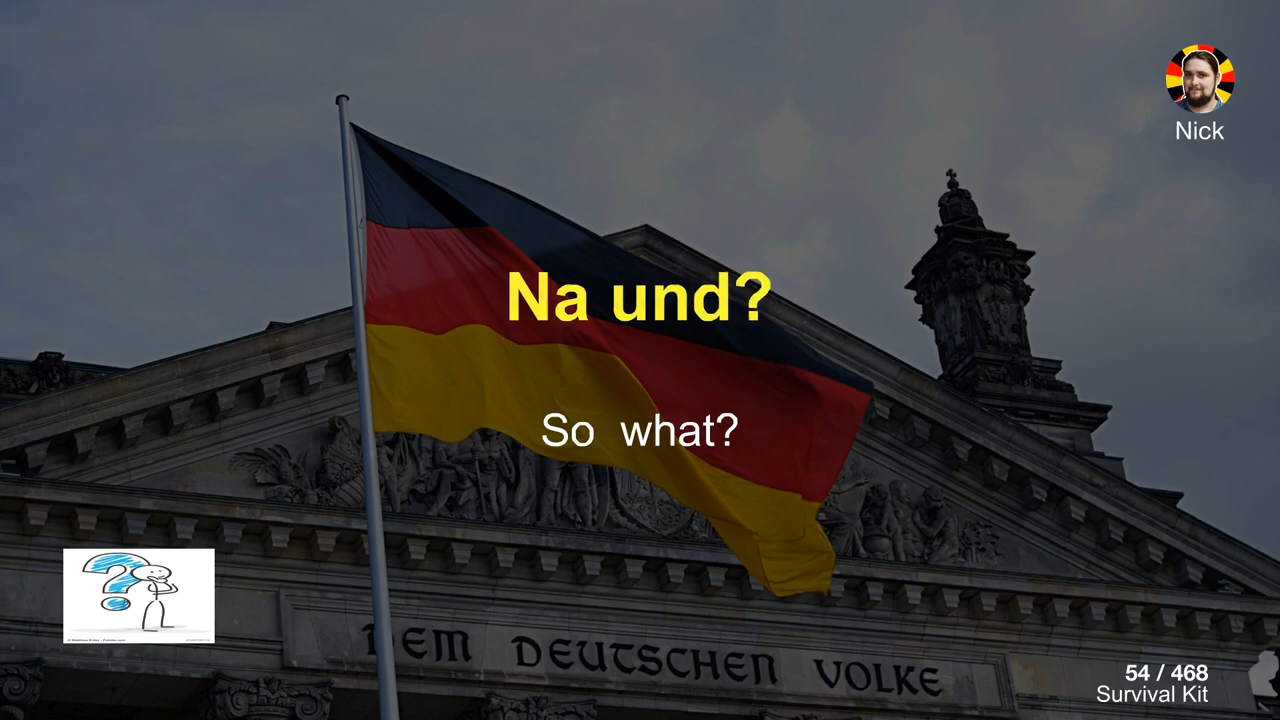 Nick
Na und?
So what?
DEM DEUTSCHEN VOLKE
54 / 468
Survival Kit